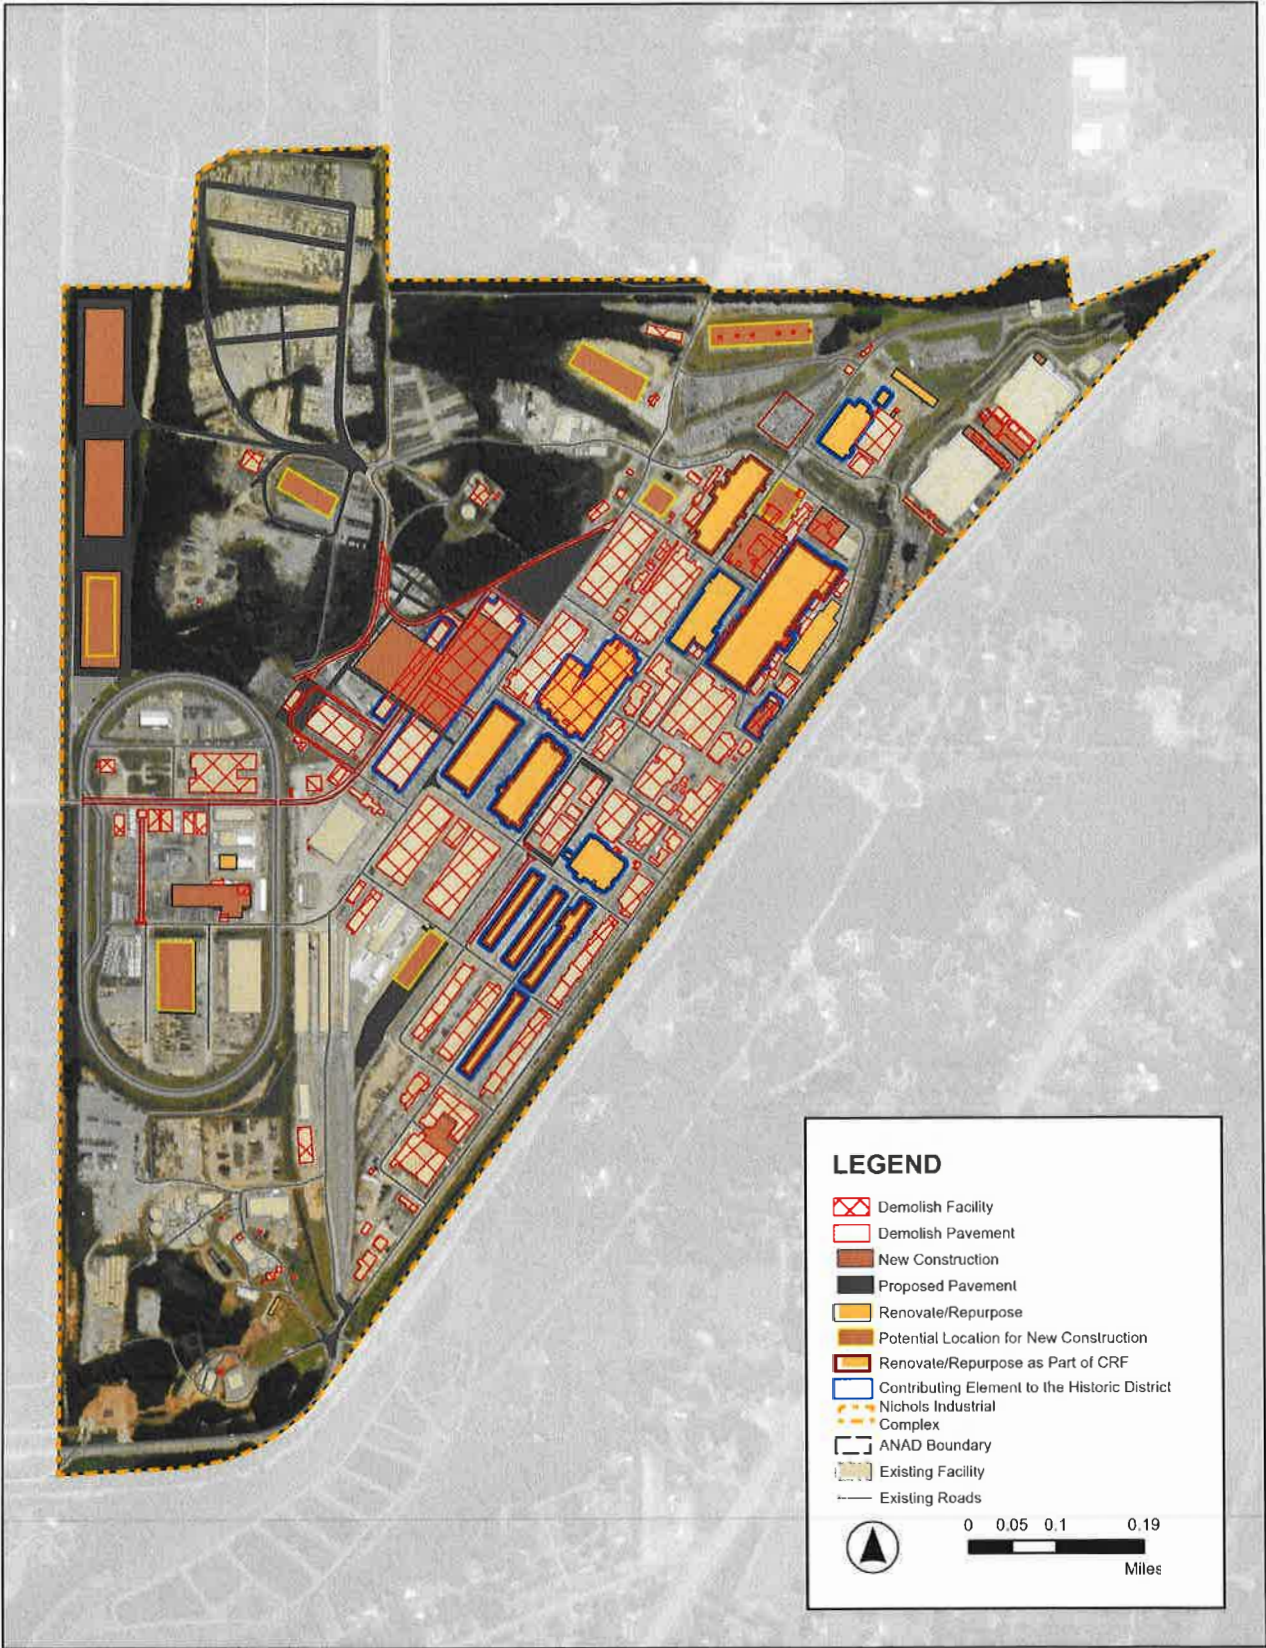 LEGEND
Demolish Facility
Demolish Pavement
New Construction
Proposed Pavement
Renovate/Repurpose
Potential Location for New Construction
Renovate/Repurpose as Part of CRF
Contributing Element to the Historic District
Nichols Industrial
Complex
ANAD Boundary
Existing Facility
Existing Roads
0 0.05 0.1 0.19
Miles